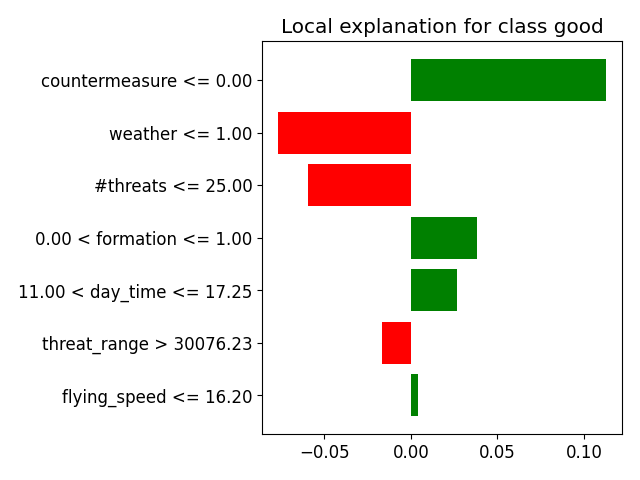 Local explanation for class good
countermeasure <= 0.00
weather <= 1.00
#threats <= 25.00
0.00 < formation <= 1.00
11.00 < day_time <= 17.25
threat_range > 30076.23
flying_speed <= 16.20
−0.05 0.00 0.05 0.10